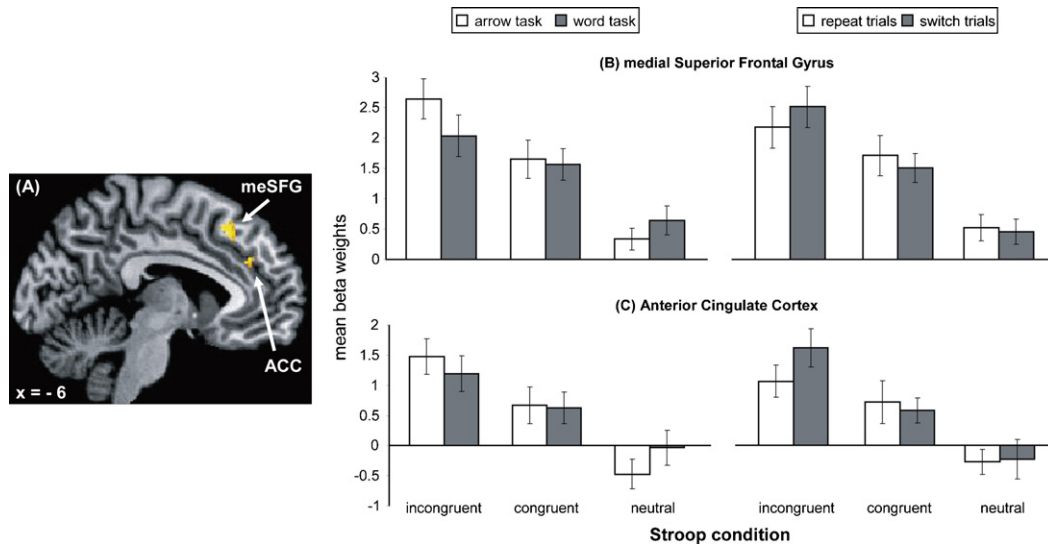 arrow task word task
repeat trials switch trials
(A)
meSFG
ACC
x = - 6
mean beta weights
(B) medial Superior Frontal Gyrus
3
2.5
2
1.5
1
0.5
0
(C) Anterior Cingulate Cortex
2
1.5
1
0.5
0
-0.5
-1
incongruent congruent neutral
incongruent congruent neutral
Stroop condition